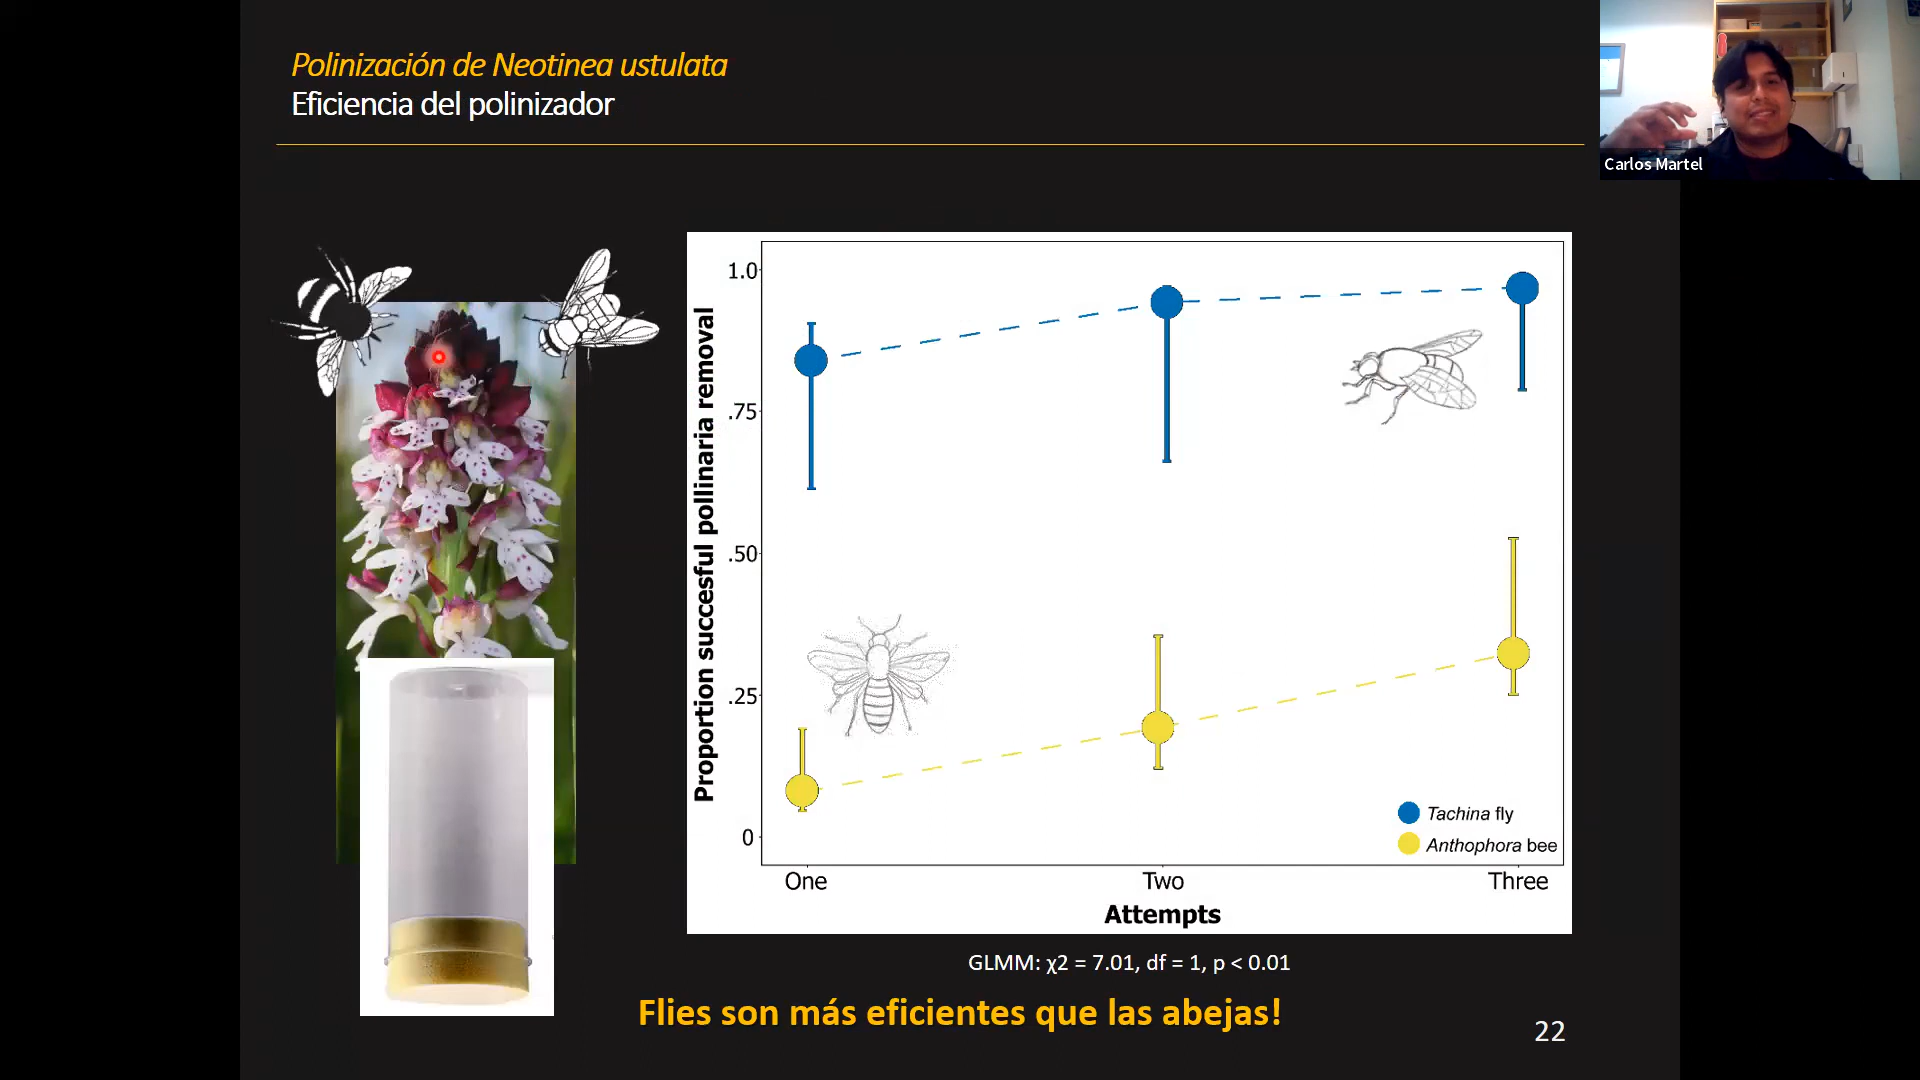 Polinización de Neotinea ustulata
Eficiencia del polinizador
Carlos Martel
Proportion succesful pollinaria removal
1.0
.75
.50
.25
0
Tachina fly
Anthophora bee
One Two Three
Attempts
GLMM: χ2 = 7.01, df = 1, p < 0.01
Flies son más eficientes que las abejas!
22